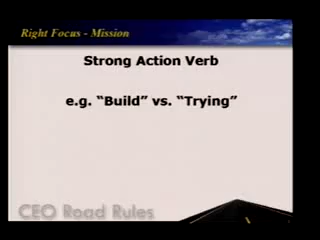 Right Focus - Mission
Strong Action Verb
e.g. “Build” vs. “Trying”
CEO Road Rules